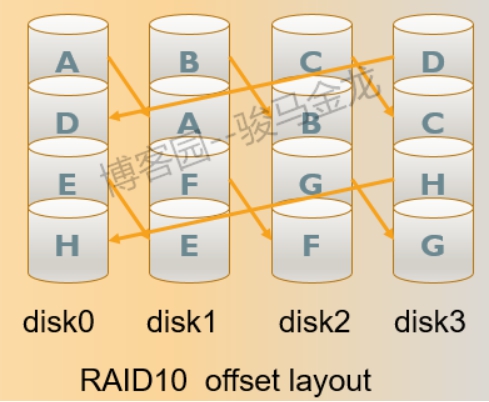 A B C D
D A B C
E F G H
H E F G
博客园--骏马金龙
disk0 disk1 disk2 disk3
RAID10 offset layout